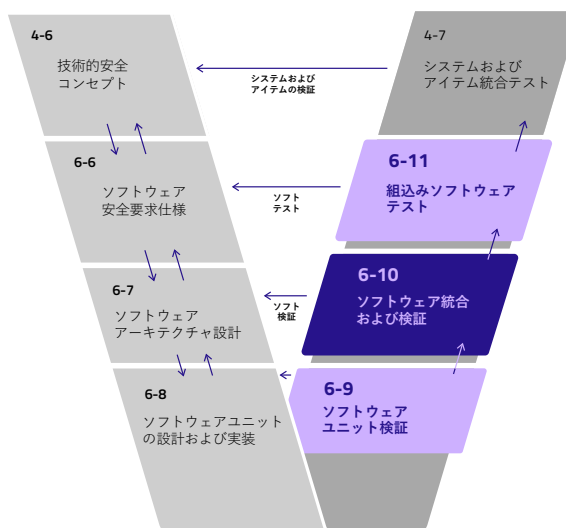 4-6
技術的安全
コンセプト
4-7
システムおよび
アイテム統合テスト
システムおよび
アイテムの検証
6-6
ソフトウェア
安全要求仕様
6-11
組込みソフトウェア
テスト
ソフト
テスト
6-7
ソフトウェア
アーキテクチャ設計
6-10
ソフトウェア統合
および検証
ソフト
検証
6-8
ソフトウェアユニット
の設計および実装
6-9
ソフトウェア
ユニット検証